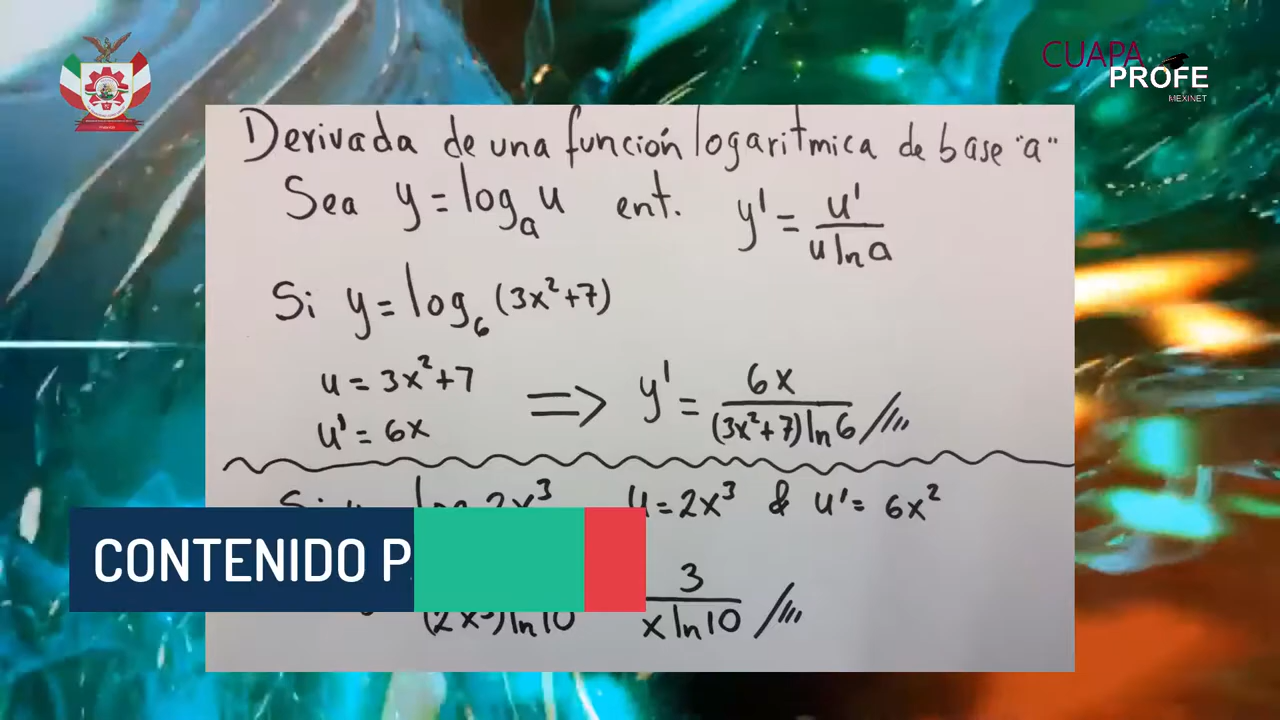 CUAPA
PROFE
MEXINET
Derivada de una función logaritmica de base "a"
Sea y = log_a u ent. y' = u' / u ln a
Si y = log_6 (3x²+7)
u = 3x²+7
u' = 6x
⟹ y' = 6x / (3x²+7) ln 6
u = 2x³ & u' = 6x²
CONTENIDO P
(2x³) ln 10
3 / x ln 10